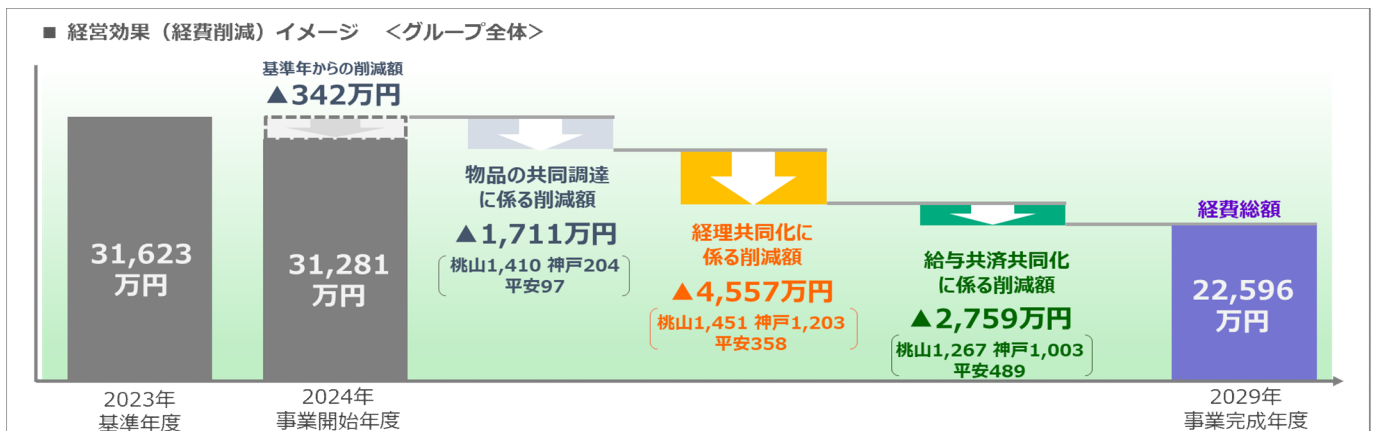 ■ 経営効果（経費削減）イメージ　＜グループ全体＞
基準年からの削減額
▲342万円
31,623
万円
31,281
万円
物品の共同調達
に係る削減額
▲1,711万円
桃山1,410 神戸204
平安97
経理共同化に
係る削減額
▲4,557万円
桃山1,451 神戸1,203
平安358
給与共済共同化
に係る削減額
▲2,759万円
桃山1,267 神戸1,003
平安489
経費総額
22,596
万円
2023年
基準年度
2024年
事業開始年度
2029年
事業完成年度